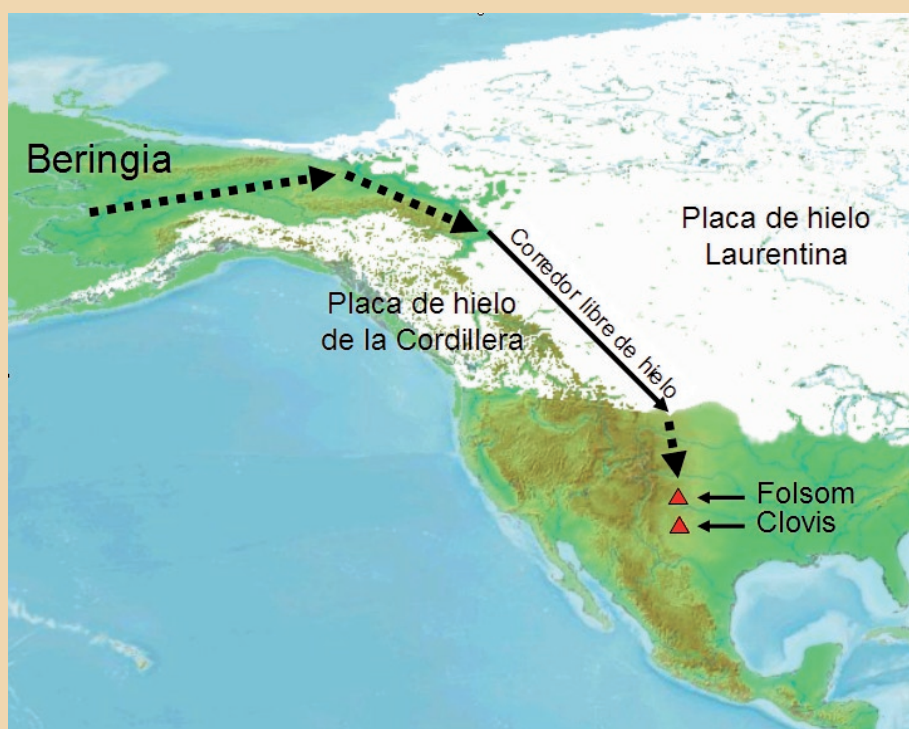 Beringia
Placa de hielo
Laurentina
Corredor libre de hielo
Placa de hielo
de la Cordillera
Folsom
Clovis